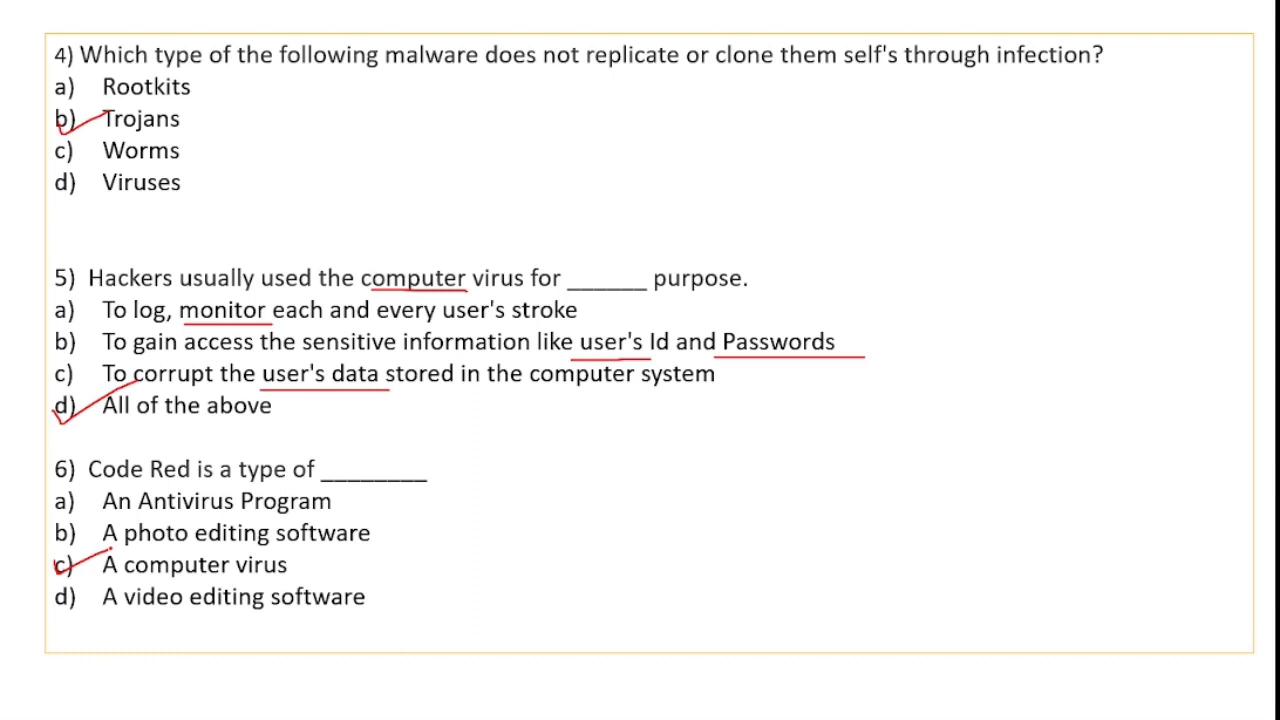 4) Which type of the following malware does not replicate or clone them self's through infection?
a) Rootkits
b) Trojans
c) Worms
d) Viruses
5) Hackers usually used the computer virus for ______ purpose.
a) To log, monitor each and every user's stroke
b) To gain access the sensitive information like user's Id and Passwords
c) To corrupt the user's data stored in the computer system
d) All of the above
6) Code Red is a type of ________
a) An Antivirus Program
b) A photo editing software
c) A computer virus
d) A video editing software